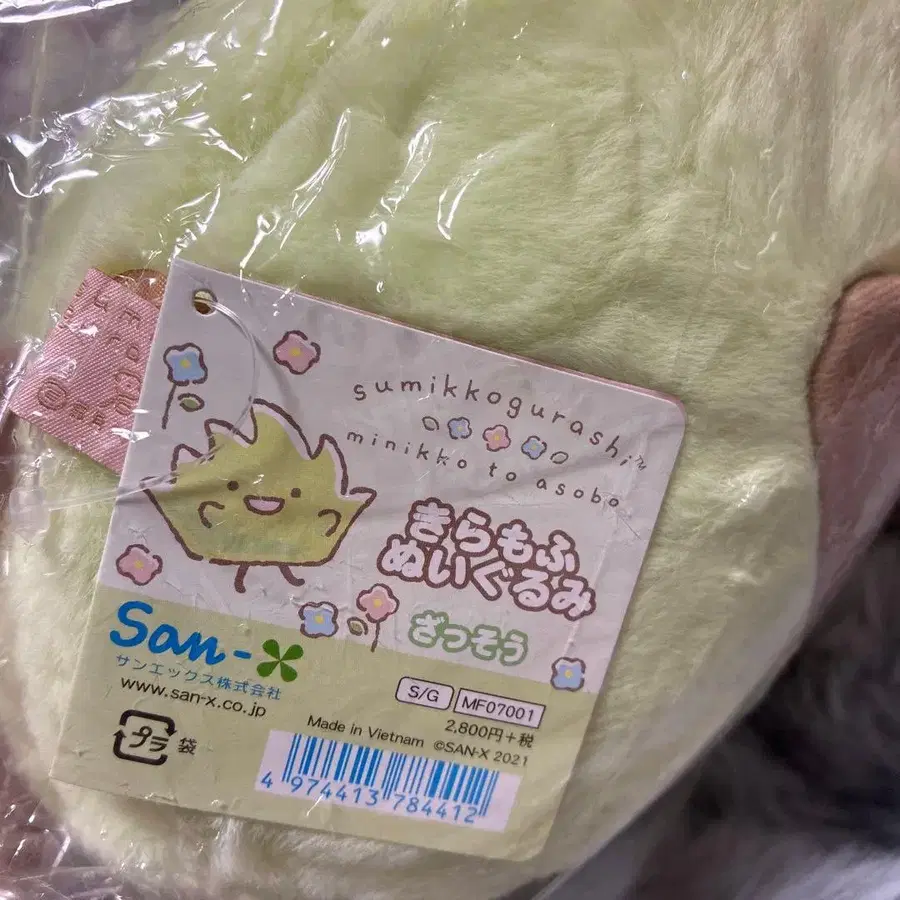 sumikkogurashi™
minikko to asobo
きらもふ
ぬいぐるみ
ざっそう
San-X
サンエックス株式会社
www.san-x.co.jp
プラ 袋
S/G MF07001
2,800円+税
Made in Vietnam ©SAN-X 2021
4 974413 784412